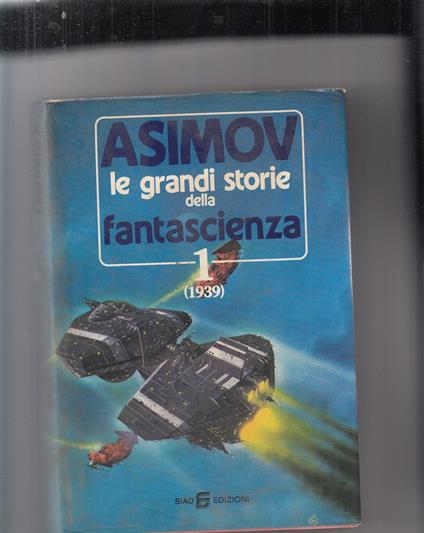 ASIMOV
le grandi storie
della
fantascienza
1
(1939)
SIAD EDIZIONI